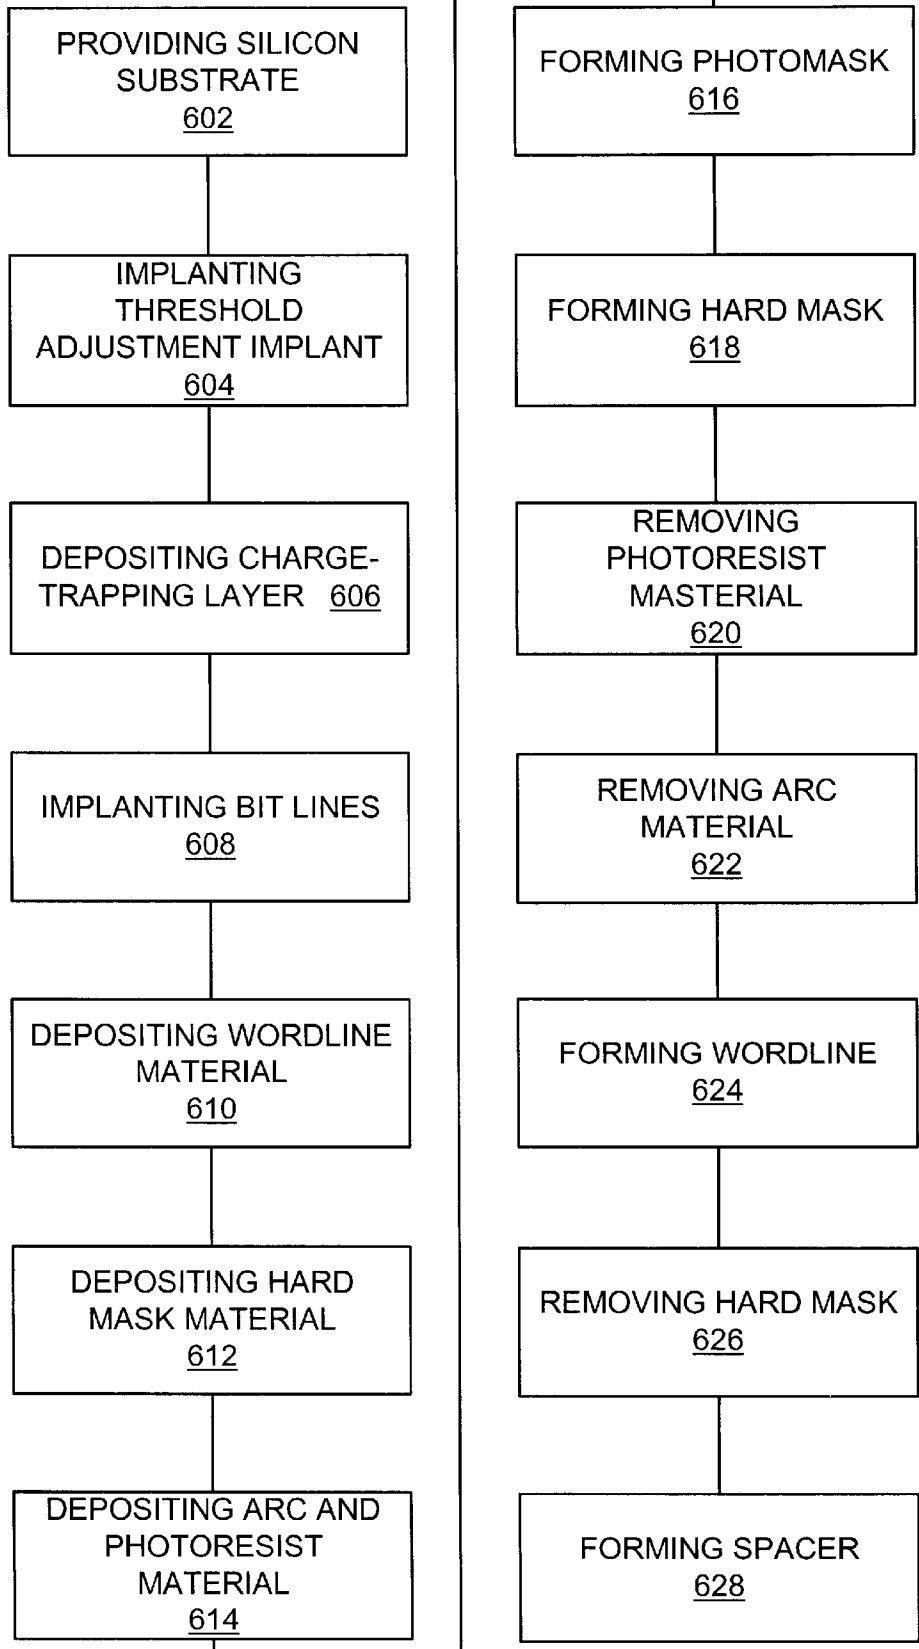 PROVIDING SILICON
SUBSTRATE
602
IMPLANTING
THRESHOLD
ADJUSTMENT IMPLANT
604
DEPOSITING CHARGE-
TRAPPING LAYER 606
IMPLANTING BIT LINES
608
DEPOSITING WORDLINE
MATERIAL
610
DEPOSITING HARD
MASK MATERIAL
612
DEPOSITING ARC AND
PHOTORESIST
MATERIAL
614
FORMING PHOTOMASK
616
FORMING HARD MASK
618
REMOVING
PHOTORESIST
MASTERIAL
620
REMOVING ARC
MATERIAL
622
FORMING WORDLINE
624
REMOVING HARD MASK
626
FORMING SPACER
628